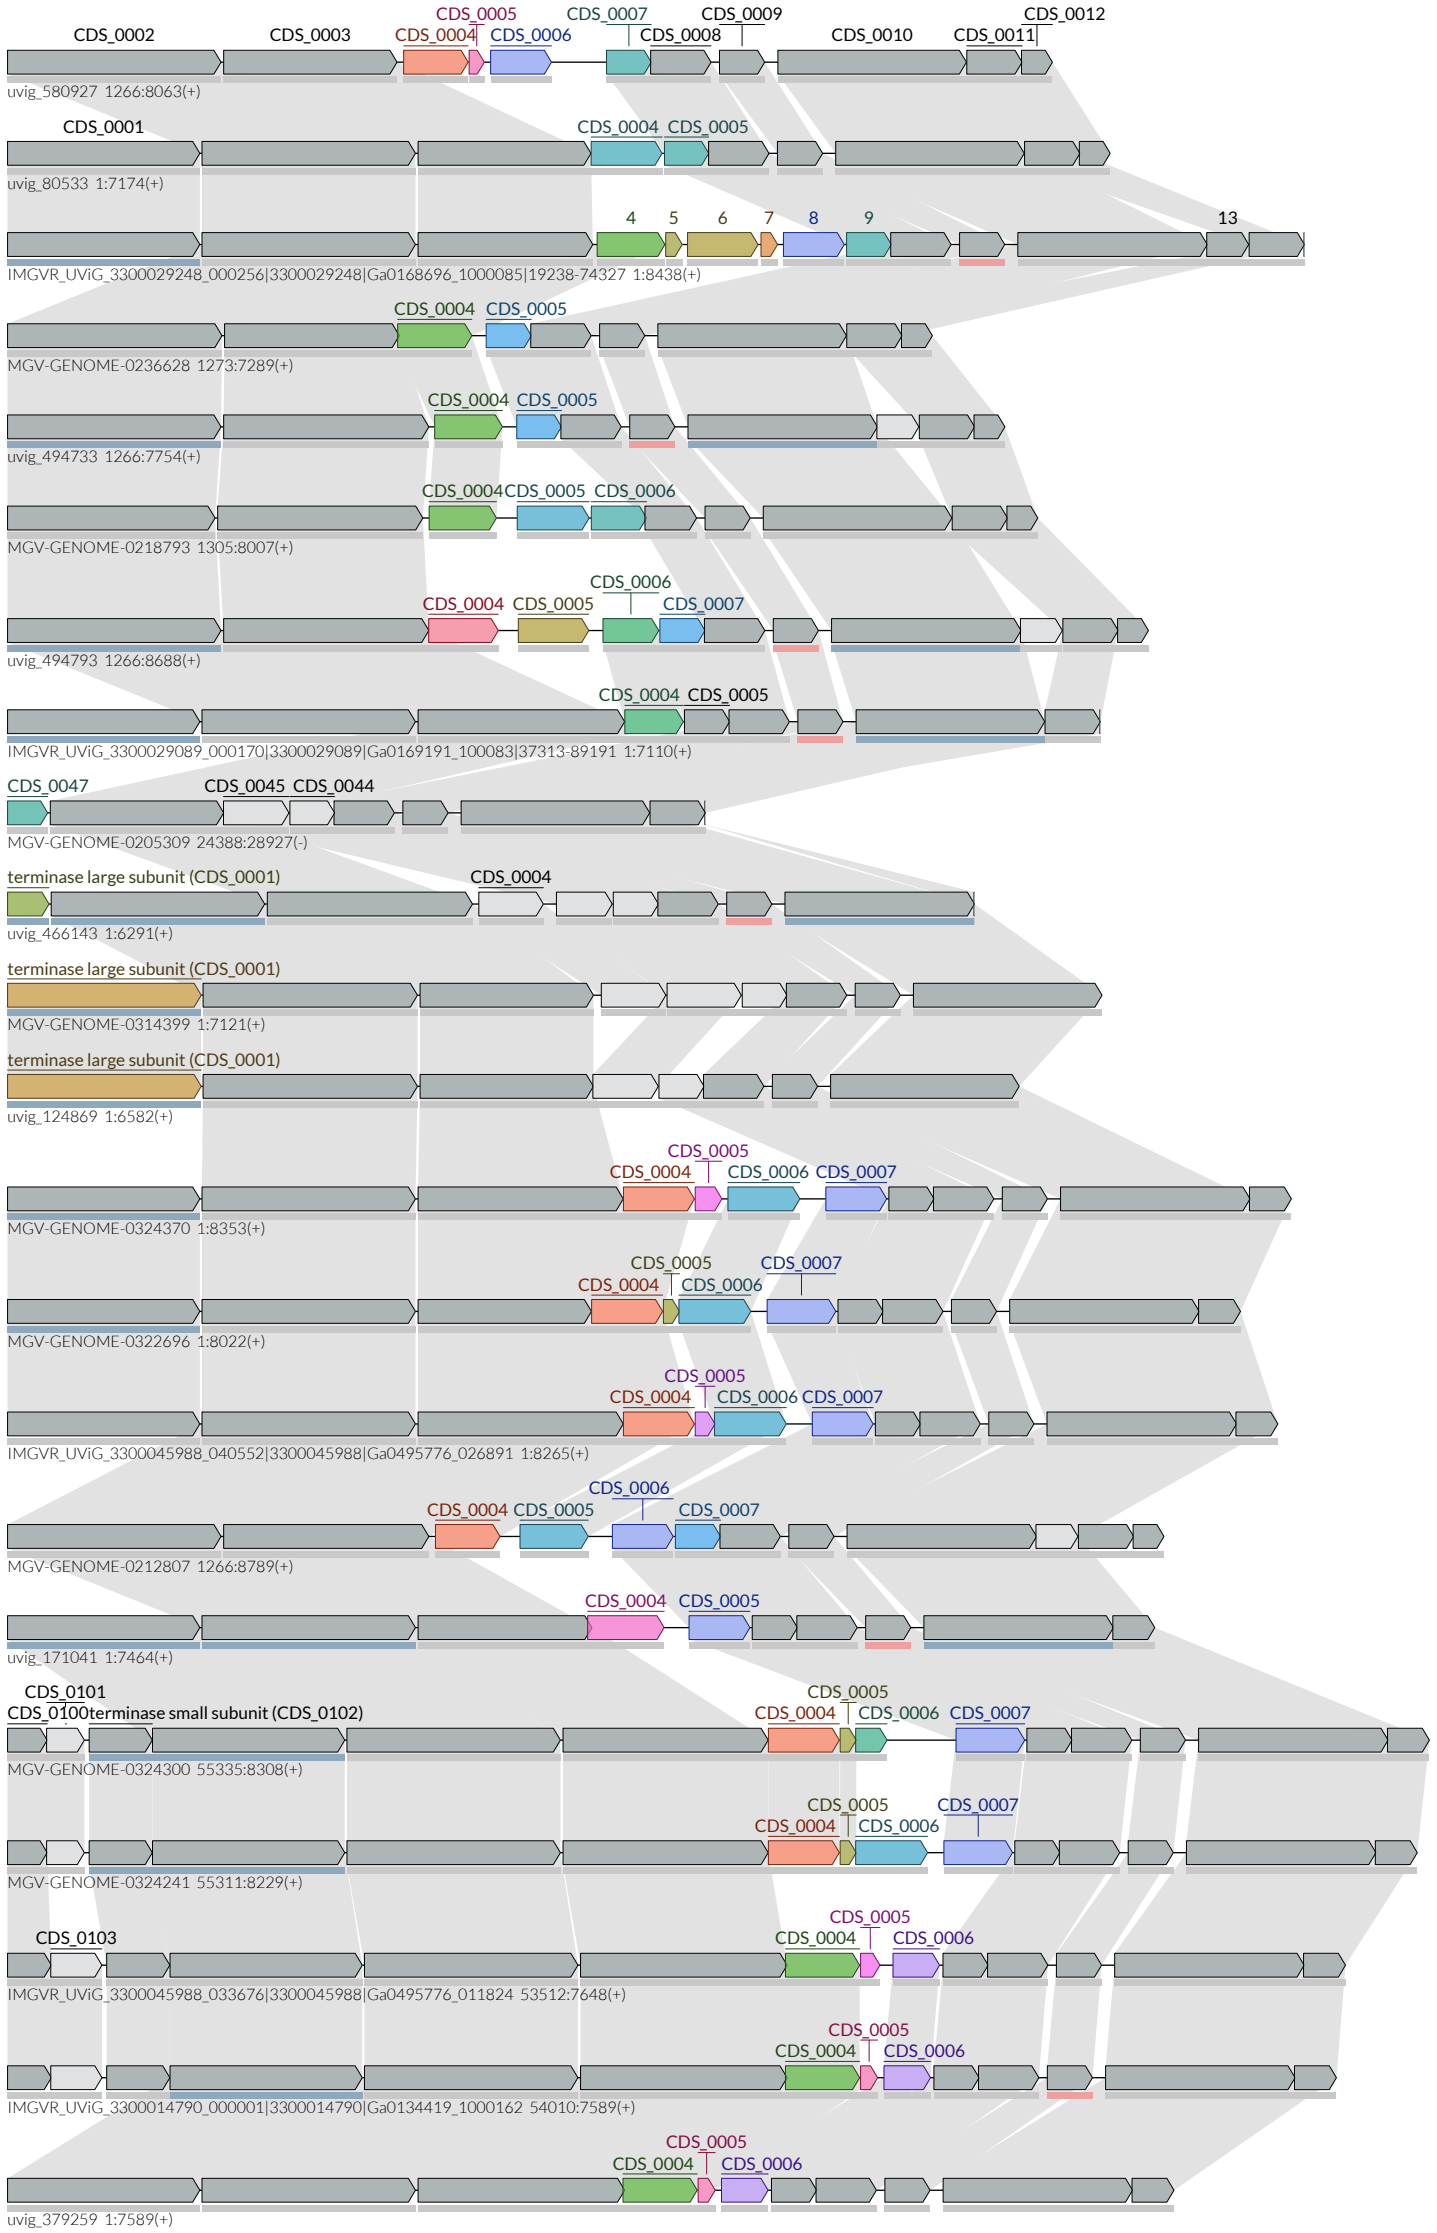 CDS_0005 CDS_0007 CDS_0009 CDS_0012
CDS_0002 CDS_0003 CDS_0004 CDS_0006 CDS_0008 CDS_0010 CDS_0011
uvig_580927 1266:8063(+)
CDS_0001 CDS_0004 CDS_0005
uvig_80533 1:7174(+)
4 5 6 7 8 9 13
IMGVR_UViG_3300029248_000256|3300029248|Ga0168696_1000085|19238-74327 1:8438(+)
CDS_0004 CDS_0005
MGV-GENOME-0236628 1273:7289(+)
CDS_0004 CDS_0005
uvig_494733 1266:7754(+)
CDS_0004 CDS_0005 CDS_0006
MGV-GENOME-0218793 1305:8007(+)
CDS_0006
CDS_0004 CDS_0005 CDS_0007
uvig_494793 1266:8688(+)
CDS_0004 CDS_0005
IMGVR_UViG_3300029089_000170|3300029089|Ga0169191_100083|37313-89191 1:7110(+)
CDS_0047 CDS_0045 CDS_0044
MGV-GENOME-0205309 24388:28927(-)
terminase large subunit (CDS_0001) CDS_0004
uvig_466143 1:6291(+)
terminase large subunit (CDS_0001)
MGV-GENOME-0314399 1:7121(+)
terminase large subunit (CDS_0001)
uvig_124869 1:6582(+)
CDS_0005
CDS_0004 CDS_0006 CDS_0007
MGV-GENOME-0324370 1:8353(+)
CDS_0005 CDS_0007
CDS_0004 CDS_0006
MGV-GENOME-0322696 1:8022(+)
CDS_0005
CDS_0004 CDS_0006 CDS_0007
IMGVR_UViG_3300045988_040552|3300045988|Ga0495776_026891 1:8265(+)
CDS_0006
CDS_0004 CDS_0005 CDS_0007
MGV-GENOME-0212807 1266:8789(+)
CDS_0004 CDS_0005
uvig_171041 1:7464(+)
CDS_0101 CDS_0005
CDS_0100 terminase small subunit (CDS_0102) CDS_0004 CDS_0006 CDS_0007
MGV-GENOME-0324300 55335:8308(+)
CDS_0005 CDS_0007
CDS_0004 CDS_0006
MGV-GENOME-0324241 55311:8229(+)
CDS_0005
CDS_0103 CDS_0004 CDS_0006
IMGVR_UViG_3300045988_033676|3300045988|Ga0495776_011824 53512:7648(+)
CDS_0005
CDS_0004 CDS_0006
IMGVR_UViG_3300014790_000001|3300014790|Ga0134419_1000162 54010:7589(+)
CDS_0005
CDS_0004 CDS_0006
uvig_379259 1:7589(+)